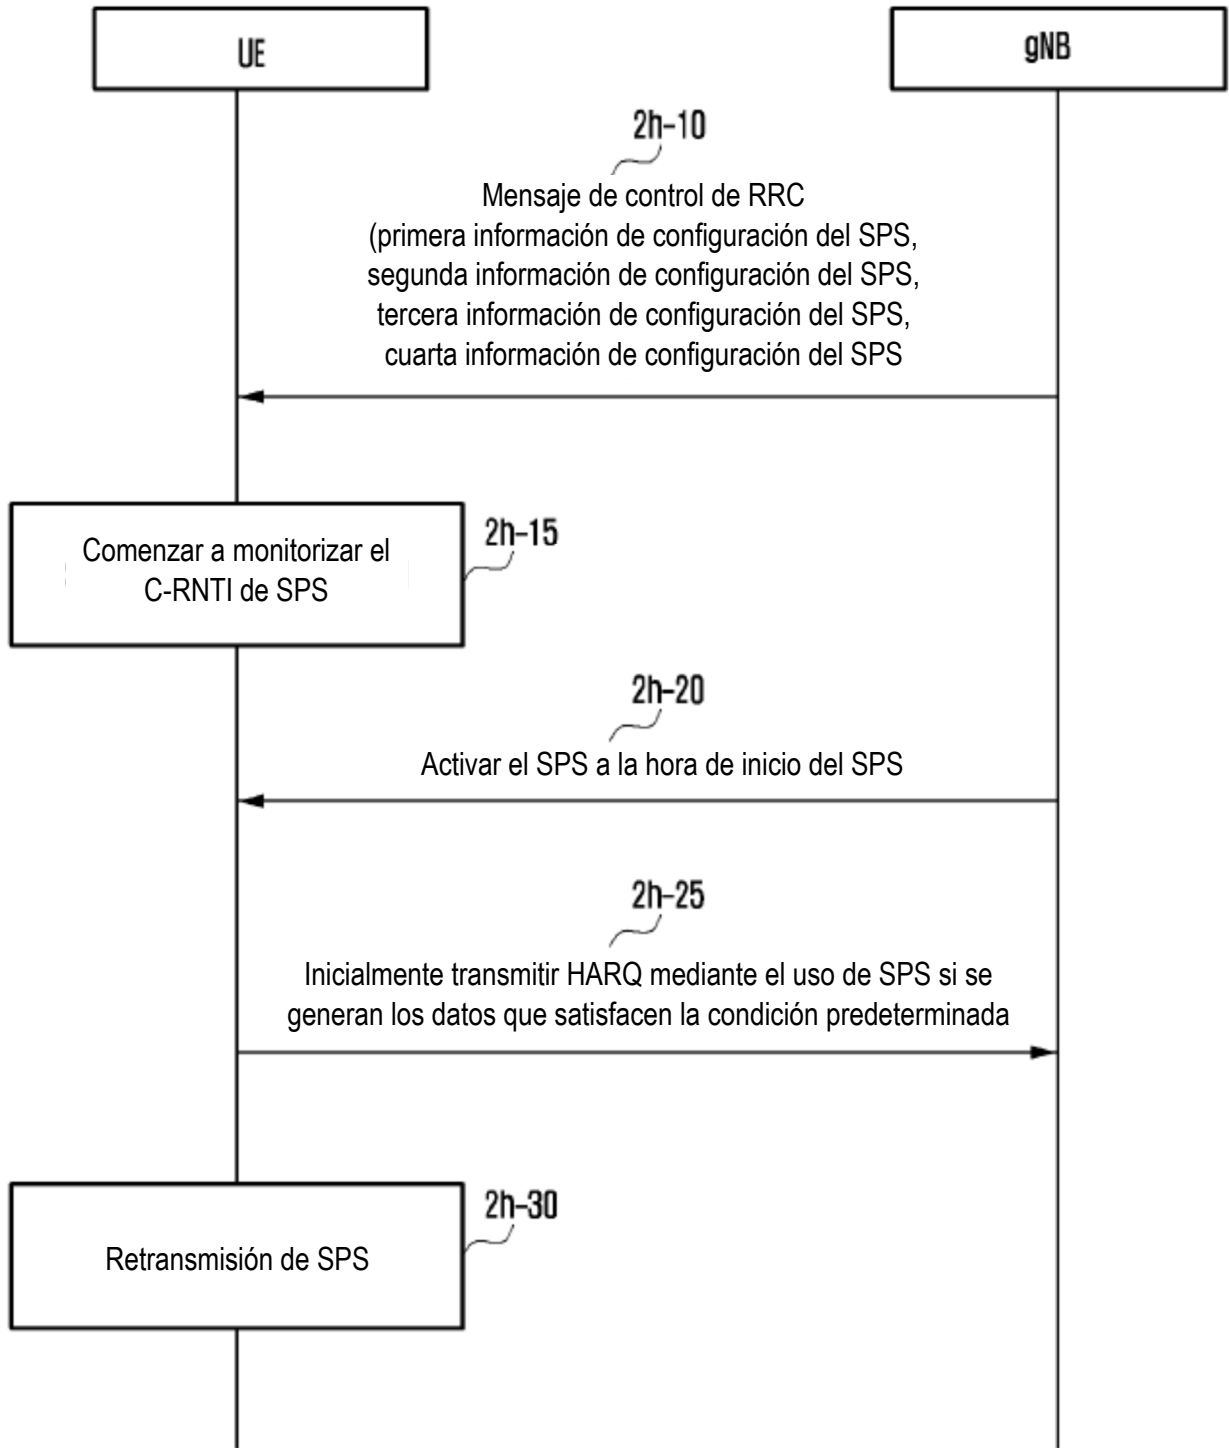 UE
gNB
2h-10
Mensaje de control de RRC
(primera información de configuración del SPS,
segunda información de configuración del SPS,
tercera información de configuración del SPS,
cuarta información de configuración del SPS
2h-15
Comenzar a monitorizar el
C-RNTI de SPS
2h-20
Activar el SPS a la hora de inicio del SPS
2h-25
Inicialmente transmitir HARQ mediante el uso de SPS si se
generan los datos que satisfacen la condición predeterminada
2h-30
Retransmisión de SPS